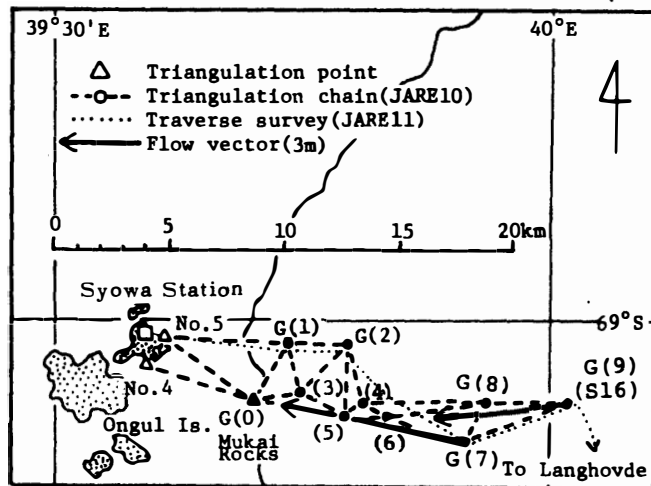 39°30'E
40°E
Triangulation point
Triangulation chain(JARE10)
Traverse survey(JARE11)
Flow vector(3m)
0 5 10 15 20km
Syowa Station
69°S
No.5
G(1)
G(2)
No.4
G(0)
(3)
(4)
G(8)
G(9)
(S16)
Ongul Is.
Mukai
Rocks
(5)
(6)
G(7)
To Langhovde